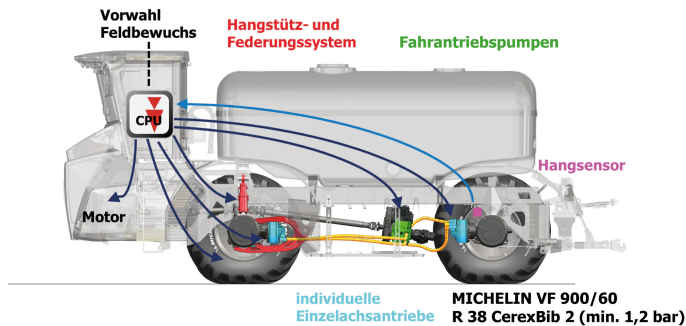 Vorwahl
Feldbewuchs
Hangstütz- und
Federungssystem
Fahrantriebspumpen
CPU
Hangsensor
Motor
individuelle
Einzelachsantriebe
MICHELIN VF 900/60
R 38 CerexBib 2 (min. 1,2 bar)